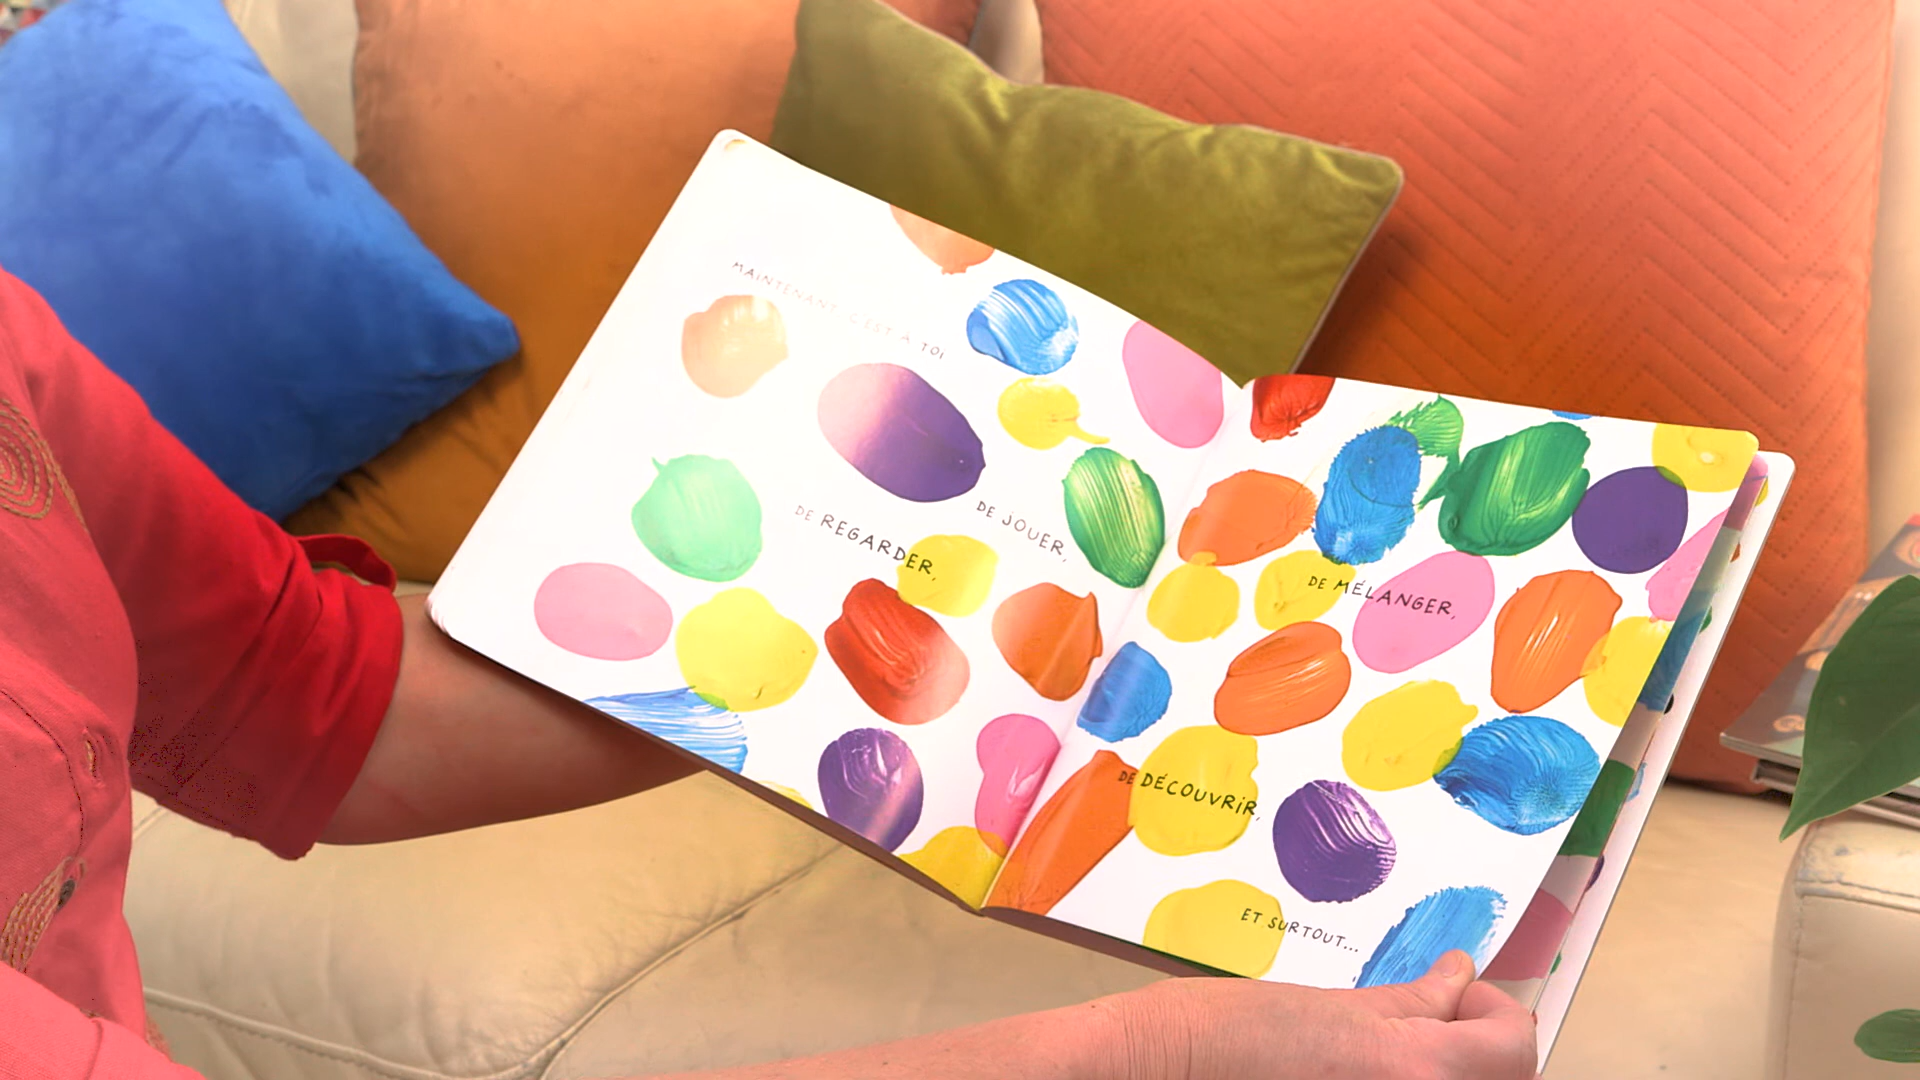 MAINTENANT C'EST À TOI
DE REGARDER,
DE JOUER,
DE MÉLANGER,
DE DÉCOUVRIR,
ET SURTOUT...